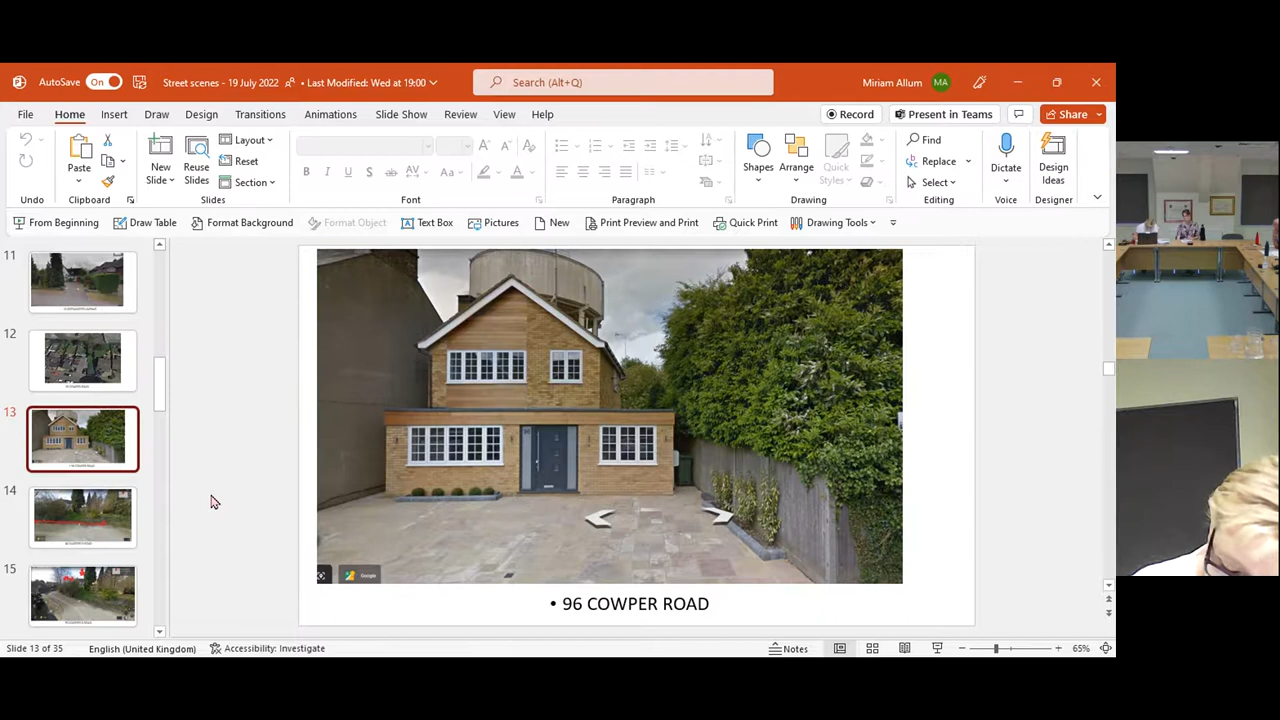 AutoSave On Street scenes - 19 July 2022 • Last Modified: Wed at 19:00 Search (Alt+Q) Miriam Allum MA
File Home Insert Draw Design Transitions Animations Slide Show Review View Help Record Present in Teams Share
Paste New Slide Reuse Slides Layout Reset Section
B I U S ab AV Aa A
Shapes Arrange Quick Styles Find Replace Select Dictate Design Ideas
Undo Clipboard Slides Font Paragraph Drawing Editing Voice Designer
From Beginning Draw Table Format Background Format Object Text Box Pictures New Print Preview and Print Quick Print Drawing Tools
11
12
13
14
15
Google
• 96 COWPER ROAD
Slide 13 of 35 English (United Kingdom) Accessibility: Investigate Notes 65%